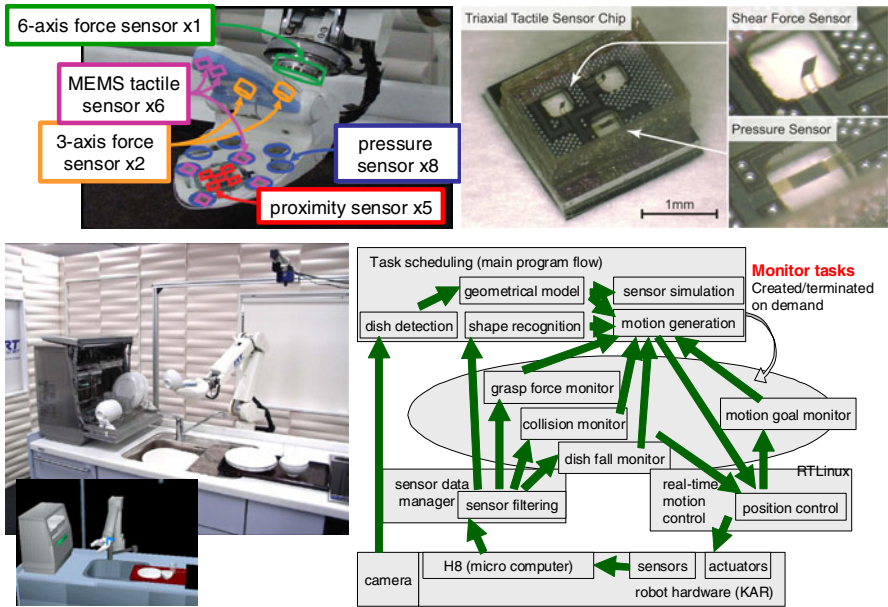 6-axis force sensor x1
MEMS tactile
sensor x6
3-axis force
sensor x2
pressure
sensor x8
proximity sensor x5
Triaxial Tactile Sensor Chip
Shear Force Sensor
Pressure Sensor
1mm
RT
Task scheduling (main program flow)
geometrical model
sensor simulation
dish detection
shape recognition
motion generation
Monitor tasks
Created/terminated
on demand
grasp force monitor
collision monitor
motion goal monitor
dish fall monitor
RTLinux
sensor data
manager
sensor filtering
real-time
motion
control
position control
camera
H8 (micro computer)
sensors
actuators
robot hardware (KAR)